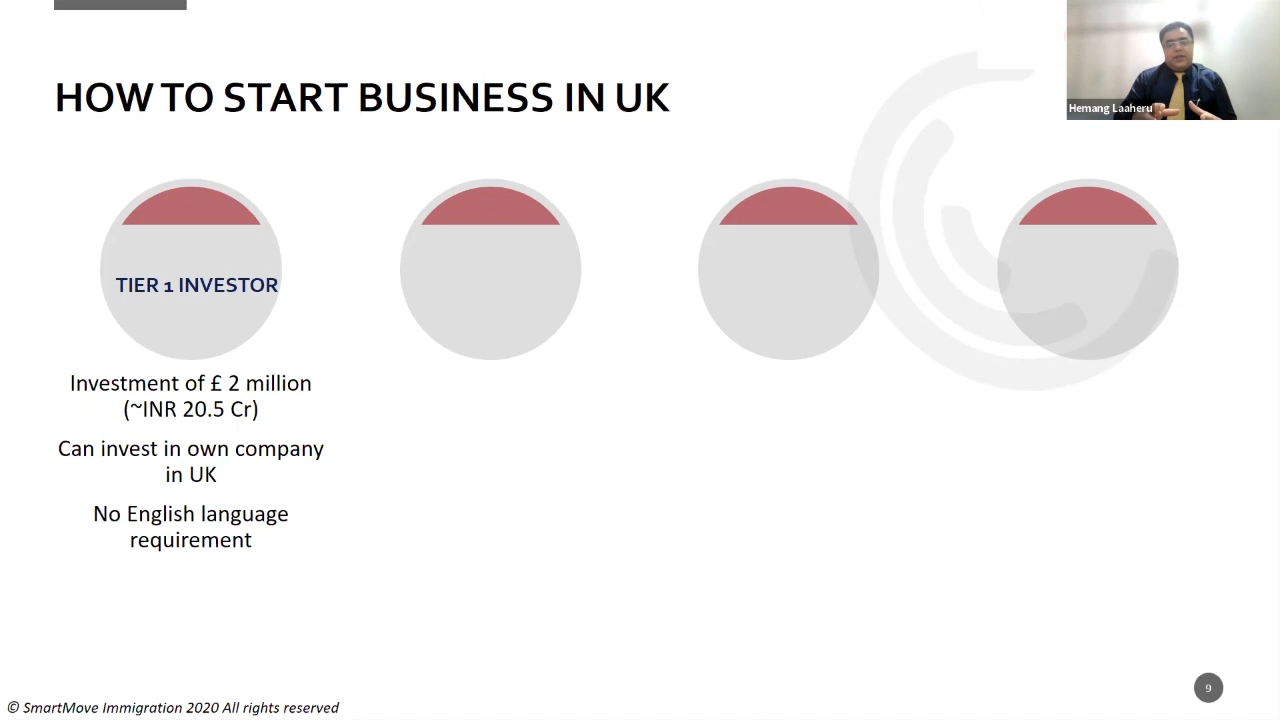 HOW TO START BUSINESS IN UK
Hemang Laaheru
TIER 1 INVESTOR
Investment of £ 2 million
(~INR 20.5 Cr)
Can invest in own company
in UK
No English language
requirement
9
© SmartMove Immigration 2020 All rights reserved